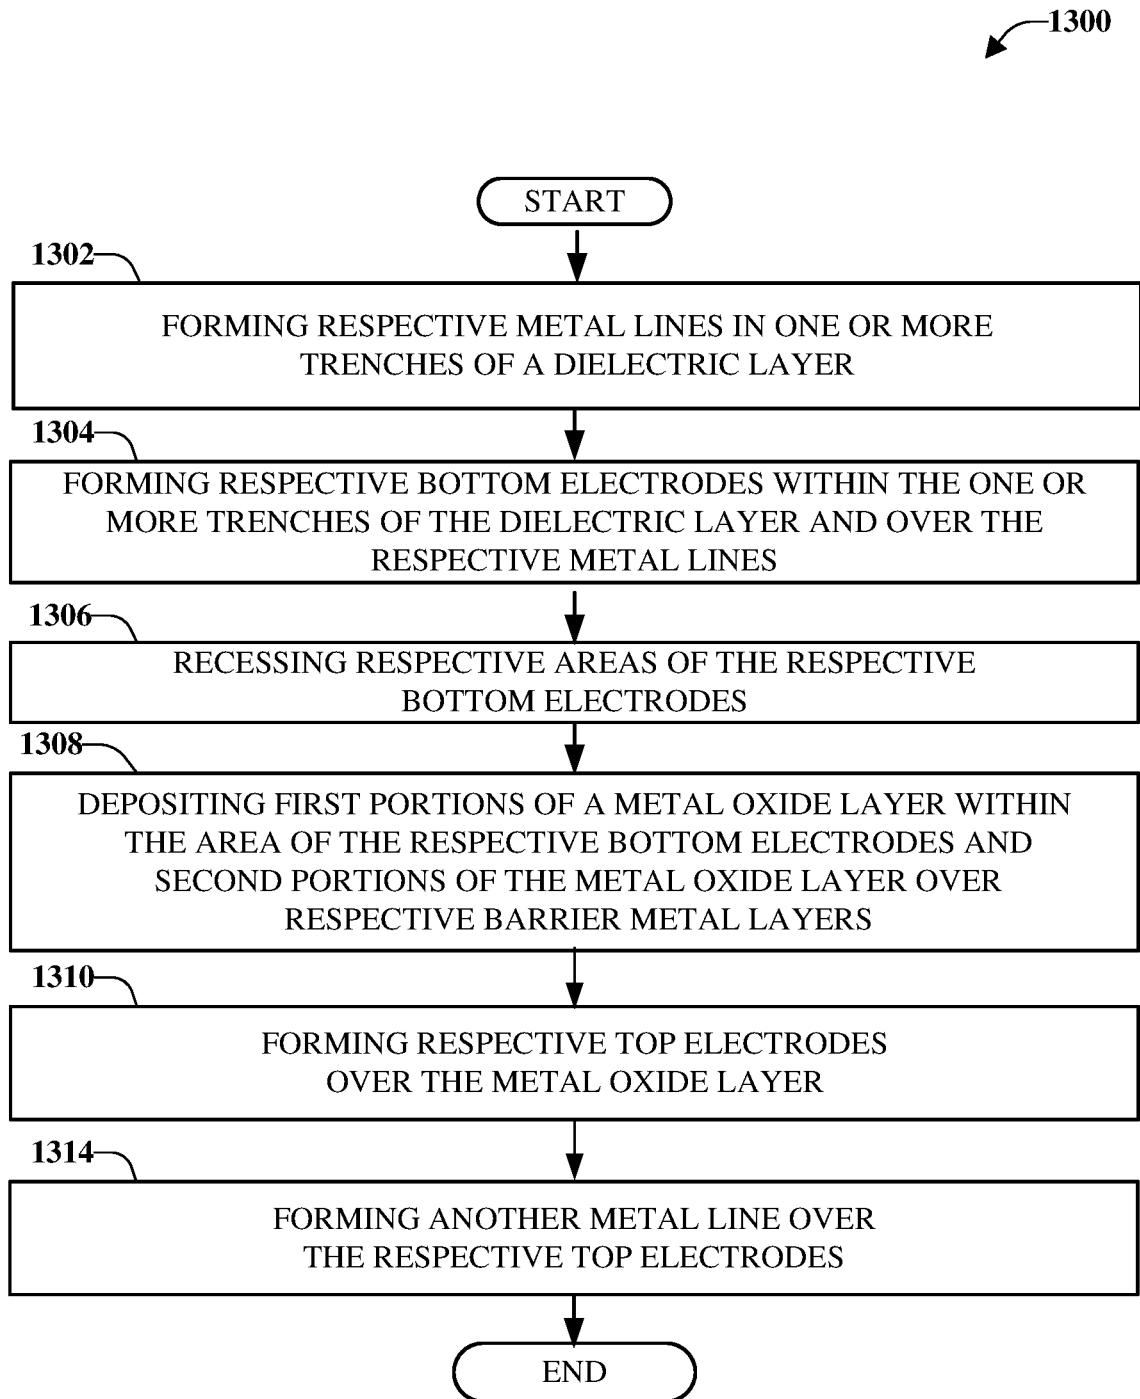 1300
START
1302
FORMING RESPECTIVE METAL LINES IN ONE OR MORE
TRENCHES OF A DIELECTRIC LAYER
1304
FORMING RESPECTIVE BOTTOM ELECTRODES WITHIN THE ONE OR
MORE TRENCHES OF THE DIELECTRIC LAYER AND OVER THE
RESPECTIVE METAL LINES
1306
RECESSING RESPECTIVE AREAS OF THE RESPECTIVE
BOTTOM ELECTRODES
1308
DEPOSITING FIRST PORTIONS OF A METAL OXIDE LAYER WITHIN
THE AREA OF THE RESPECTIVE BOTTOM ELECTRODES AND
SECOND PORTIONS OF THE METAL OXIDE LAYER OVER
RESPECTIVE BARRIER METAL LAYERS
1310
FORMING RESPECTIVE TOP ELECTRODES
OVER THE METAL OXIDE LAYER
1314
FORMING ANOTHER METAL LINE OVER
THE RESPECTIVE TOP ELECTRODES
END